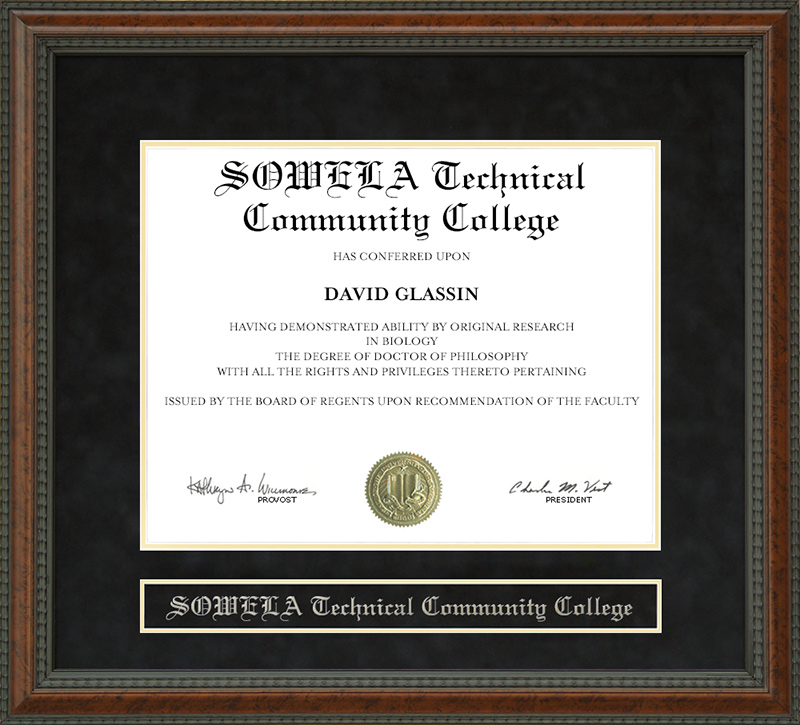 SOWELA Technical
Community College
HAS CONFERRED UPON
DAVID GLASSIN
HAVING DEMONSTRATED ABILITY BY ORIGINAL RESEARCH
IN BIOLOGY
THE DEGREE OF DOCTOR OF PHILOSOPHY
WITH ALL THE RIGHTS AND PRIVILEGES THERETO PERTAINING
ISSUED BY THE BOARD OF REGENTS UPON RECOMMENDATION OF THE FACULTY
PROVOST
Charles M. Vest
PRESIDENT
SOWELA Technical Community College